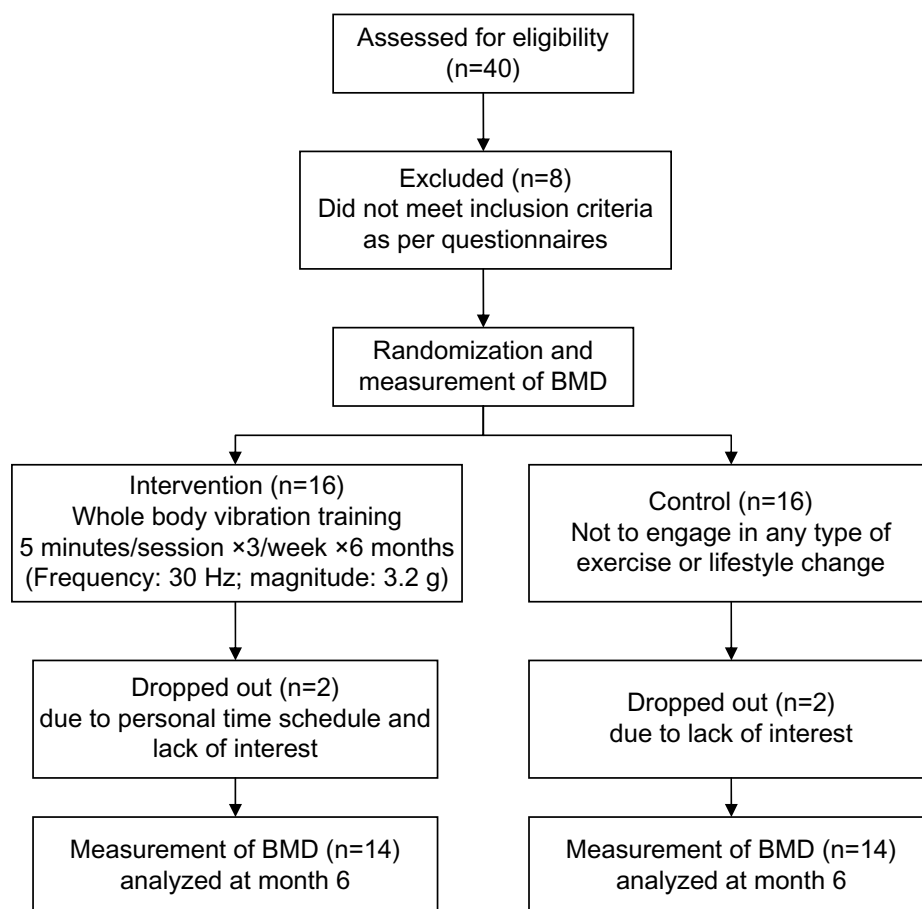 Assessed for eligibility
(n=40)
Excluded (n=8)
Did not meet inclusion criteria
as per questionnaires
Randomization and
measurement of BMD
Intervention (n=16)
Whole body vibration training
5 minutes/session ×3/week ×6 months
(Frequency: 30 Hz; magnitude: 3.2 g)
Control (n=16)
Not to engage in any type of
exercise or lifestyle change
Dropped out (n=2)
due to personal time schedule and
lack of interest
Dropped out (n=2)
due to lack of interest
Measurement of BMD (n=14)
analyzed at month 6
Measurement of BMD (n=14)
analyzed at month 6